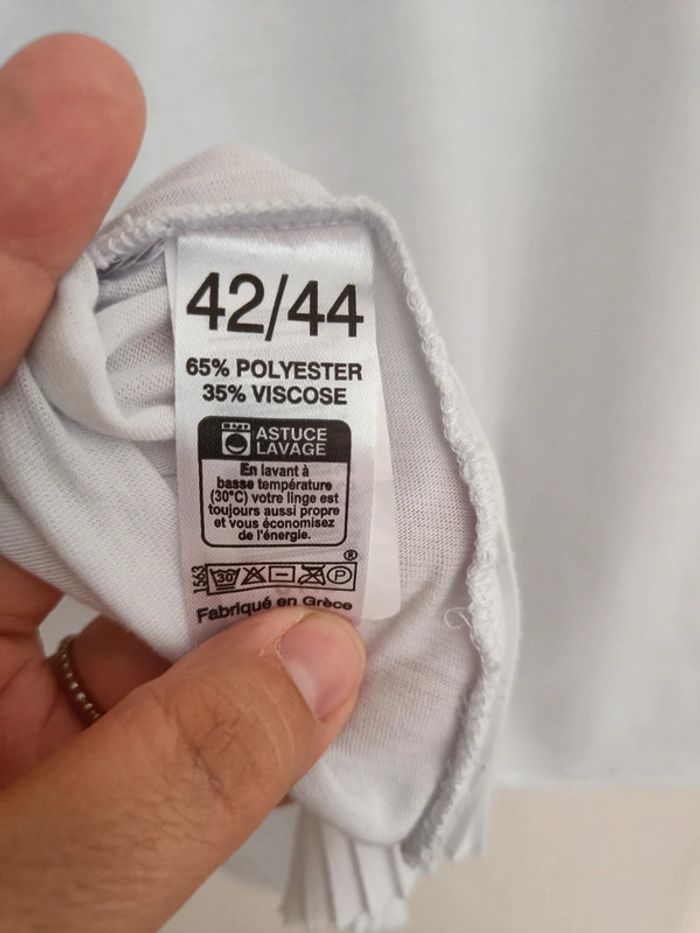 42/44
65% POLYESTER
35% VISCOSE
ASTUCE
LAVAGE
En lavant à
basse température
(30°C) votre linge est
toujours aussi propre
et vous économisez
de l'énergie.
®
1563
30° P
Fabriqué en Grèce